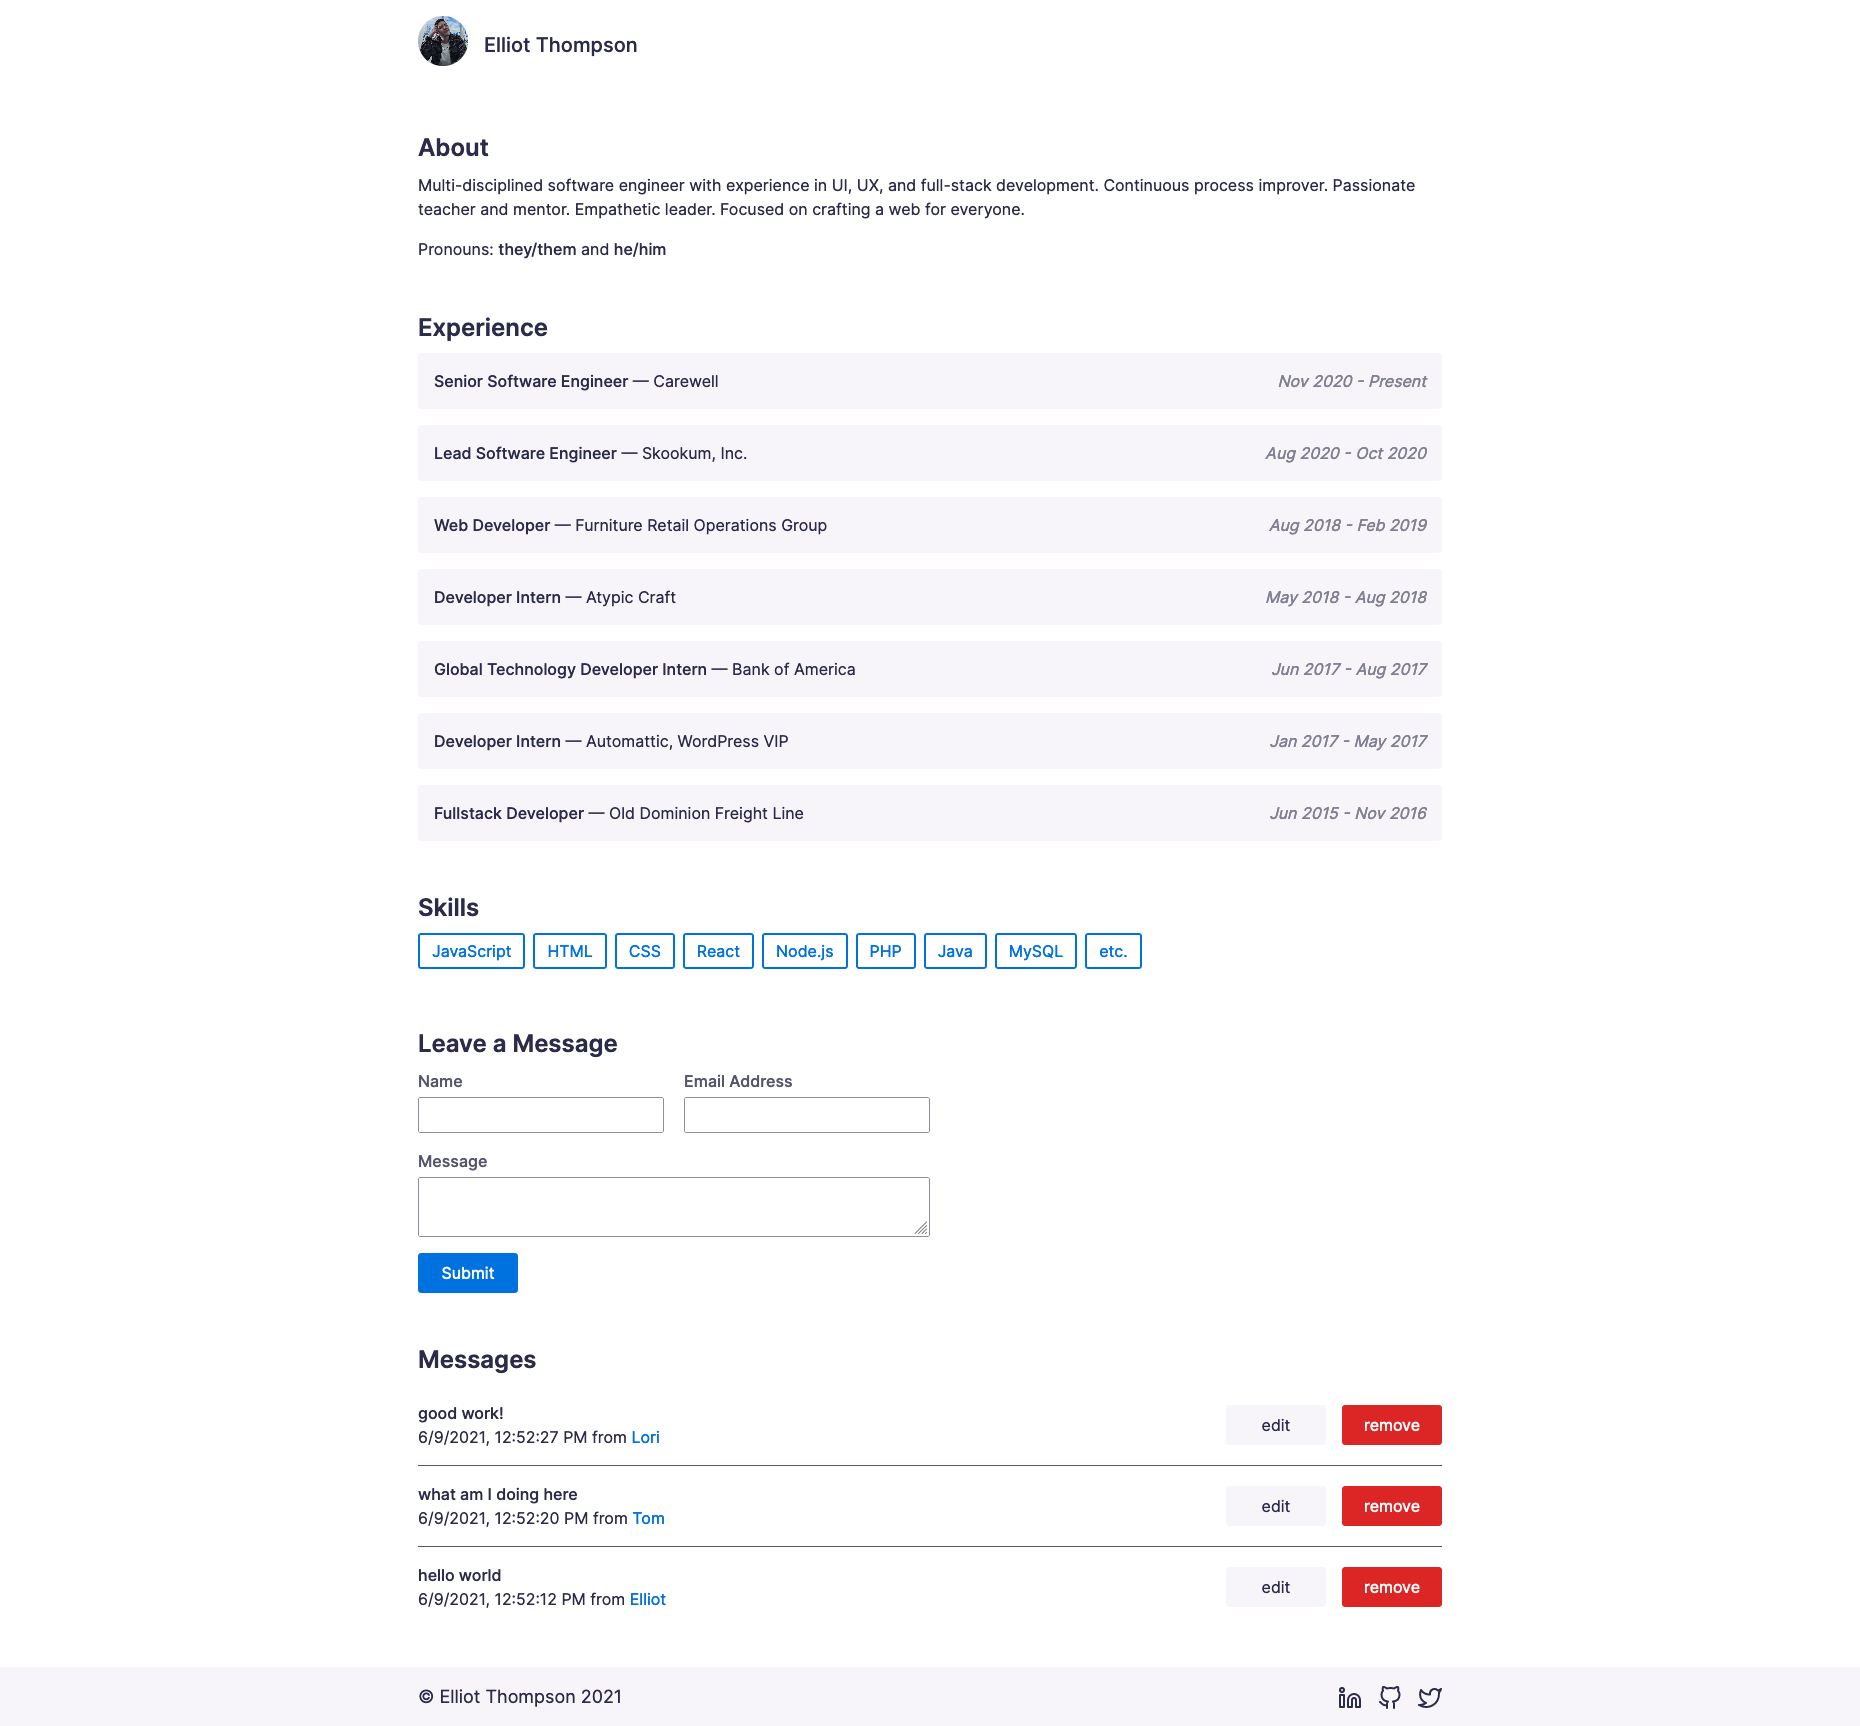 Elliot Thompson
About
Multi-disciplined software engineer with experience in UI, UX, and full-stack development. Continuous process improver. Passionate
teacher and mentor. Empathetic leader. Focused on crafting a web for everyone.
Pronouns: they/them and he/him
Experience
Senior Software Engineer — Carewell Nov 2020 - Present
Lead Software Engineer — Skookum, Inc. Aug 2020 - Oct 2020
Web Developer — Furniture Retail Operations Group Aug 2018 - Feb 2019
Developer Intern — Atypic Craft May 2018 - Aug 2018
Global Technology Developer Intern — Bank of America Jun 2017 - Aug 2017
Developer Intern — Automattic, WordPress VIP Jan 2017 - May 2017
Fullstack Developer — Old Dominion Freight Line Jun 2015 - Nov 2016
Skills
JavaScript HTML CSS React Node.js PHP Java MySQL etc.
Leave a Message
Name Email Address
Message
Submit
Messages
good work!
6/9/2021, 12:52:27 PM from Lori
edit remove
what am I doing here
6/9/2021, 12:52:20 PM from Tom
edit remove
hello world
6/9/2021, 12:52:12 PM from Elliot
edit remove
© Elliot Thompson 2021